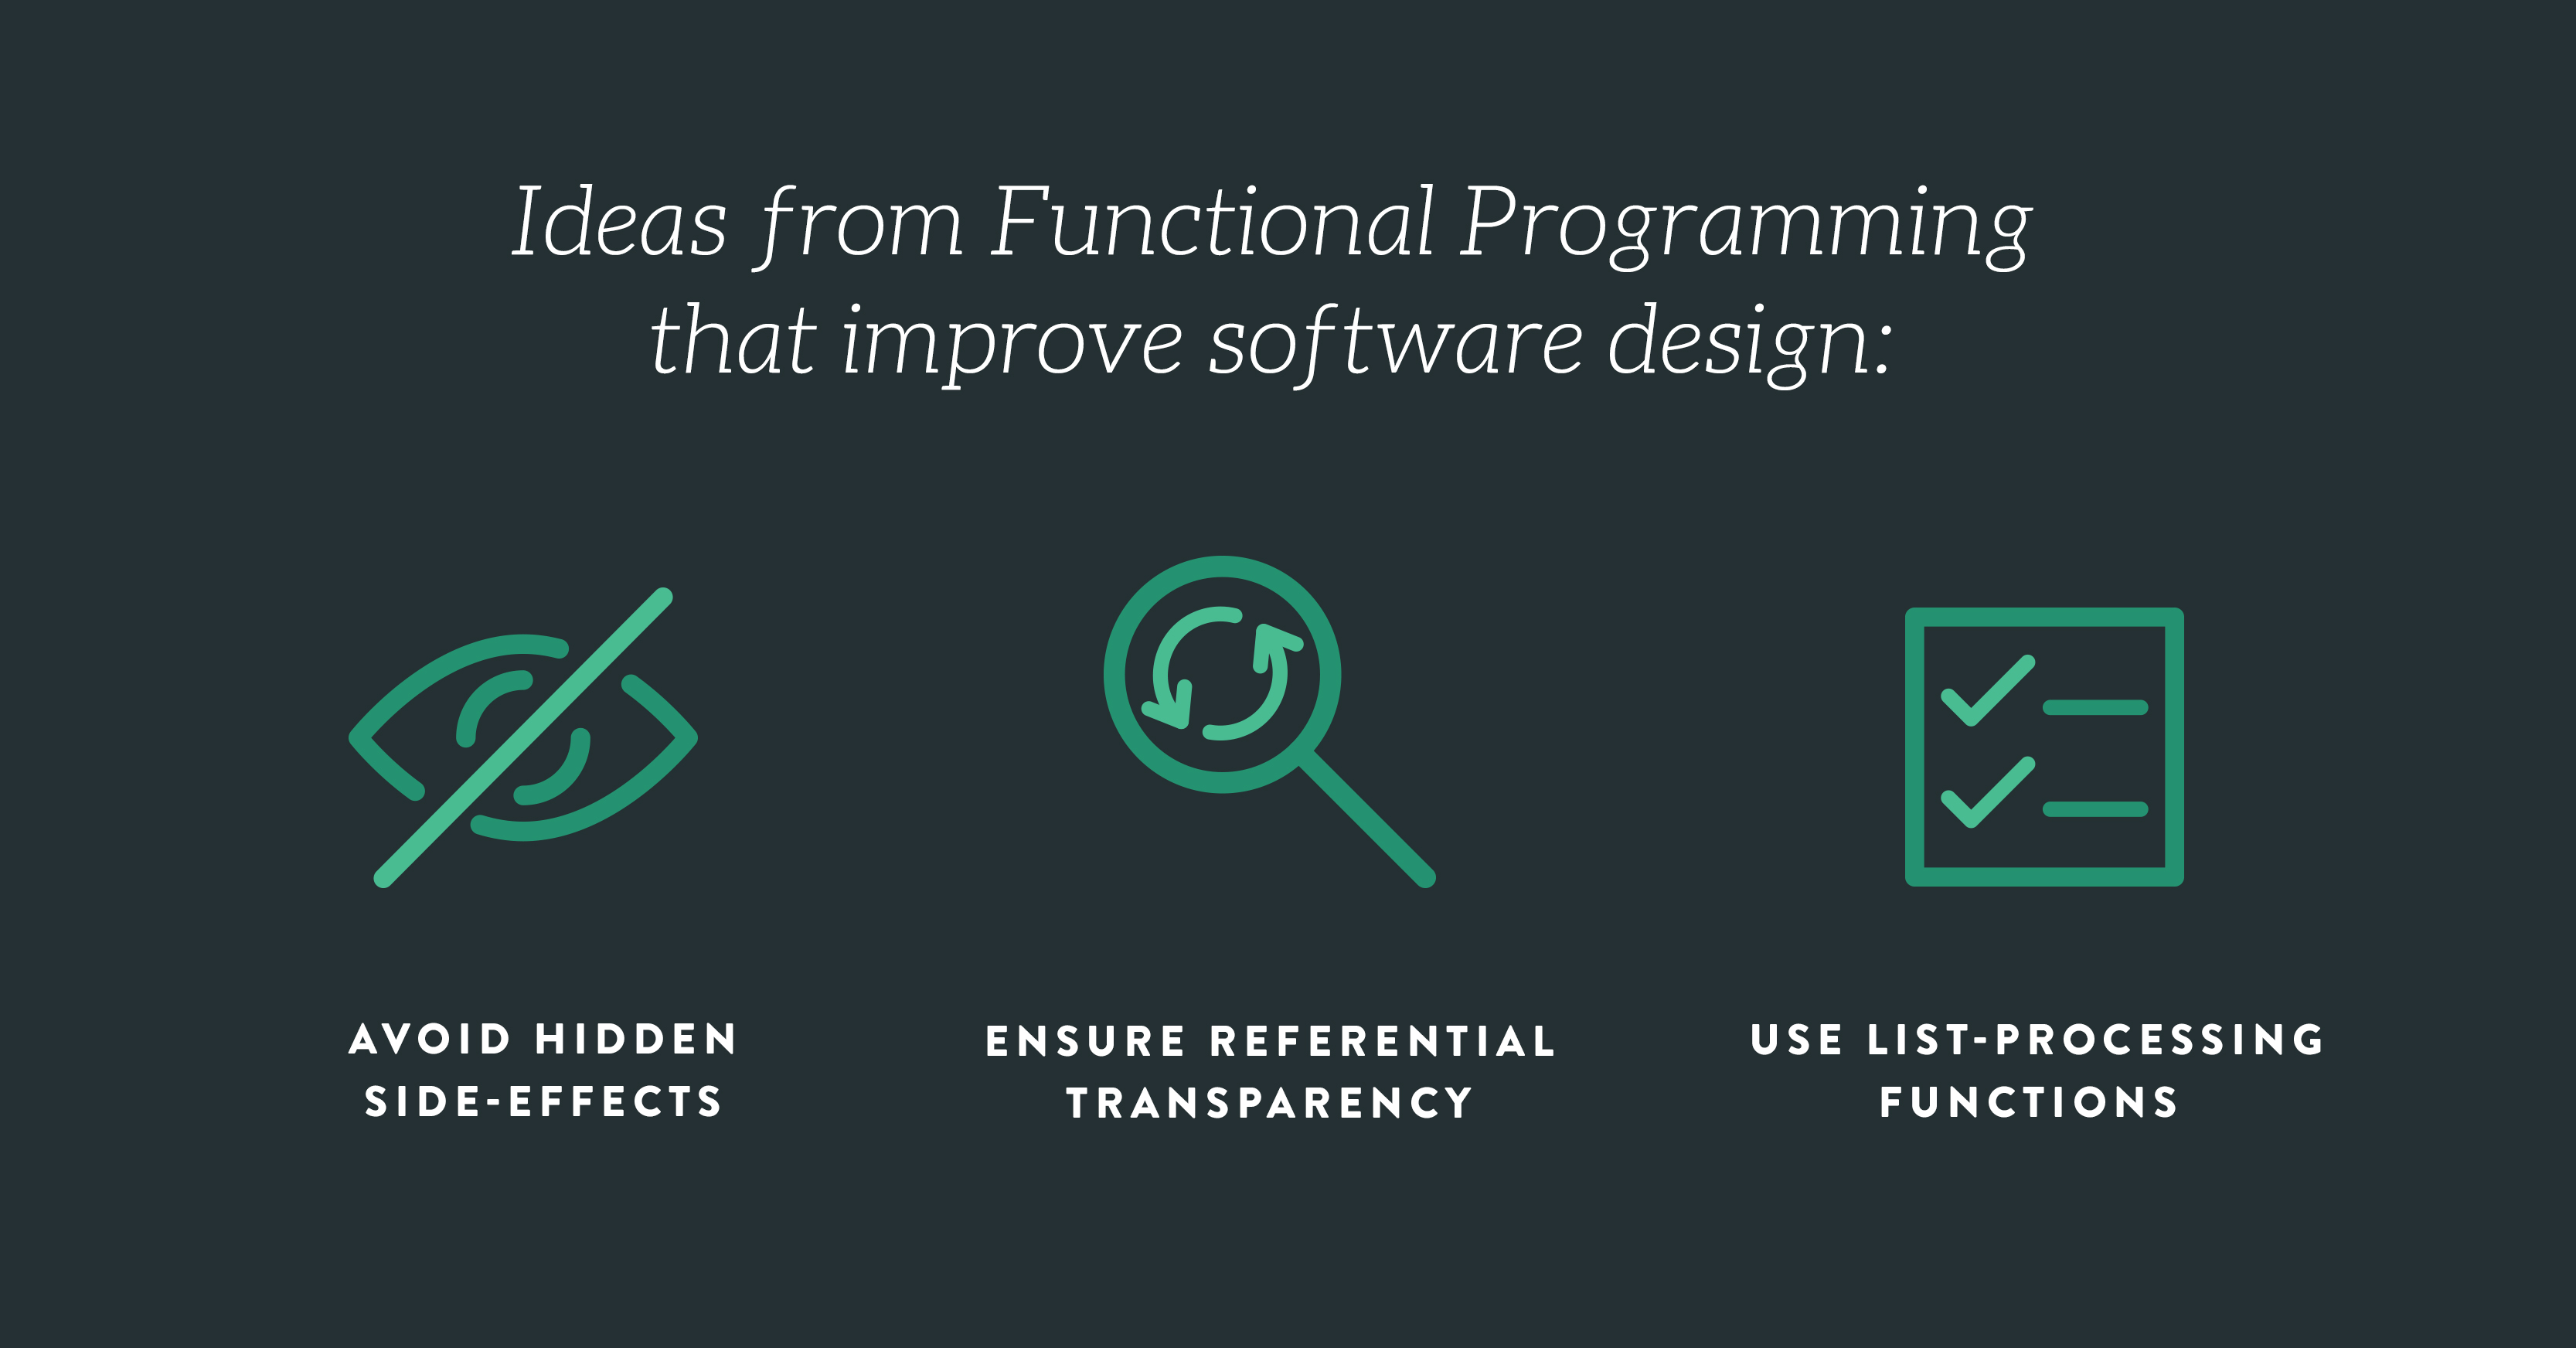 Ideas from Functional Programming
that improve software design:
AVOID HIDDEN
SIDE-EFFECTS
ENSURE REFERENTIAL
TRANSPARENCY
USE LIST-PROCESSING
FUNCTIONS